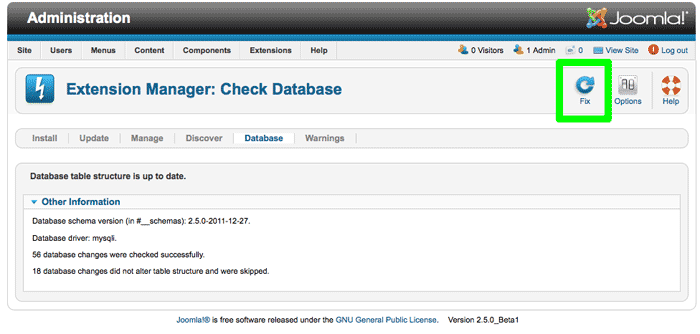 Administration
Joomla!®
Site Users Menus Content Components Extensions Help 0 Visitors 1 Admin 0 View Site Log out
Extension Manager: Check Database
Fix Options Help
Install Update Manage Discover Database Warnings
Database table structure is up to date.
Other Information
Database schema version (in #__schemas): 2.5.0-2011-12-27.
Database driver: mysqli.
56 database changes were checked successfully.
18 database changes did not alter table structure and were skipped.
Joomla!® is free software released under the GNU General Public License. Version 2.5.0_Beta1